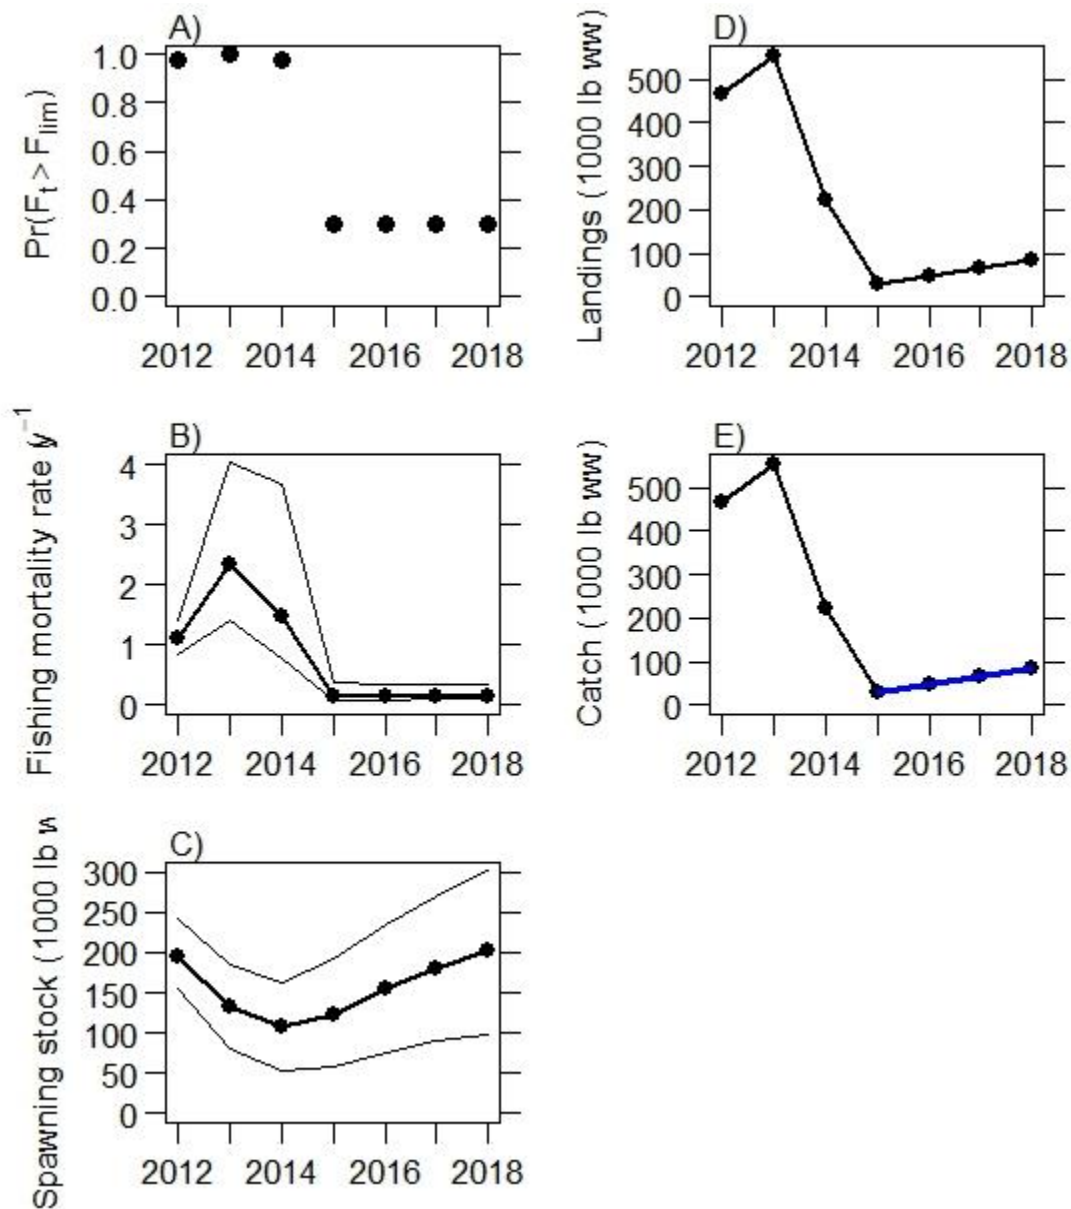 A)
Pr(Ft > Flim)
1.0
0.8
0.6
0.4
0.2
0.0
2012 2014 2016 2018
D)
Landings (1000 lb ww)
500
400
300
200
100
0
2012 2014 2016 2018
B)
Fishing mortality rate y−1
4
3
2
1
0
2012 2014 2016 2018
E)
Catch (1000 lb ww)
500
400
300
200
100
0
2012 2014 2016 2018
C)
Spawning stock (1000 lb
300
250
200
150
100
50
0
2012 2014 2016 2018